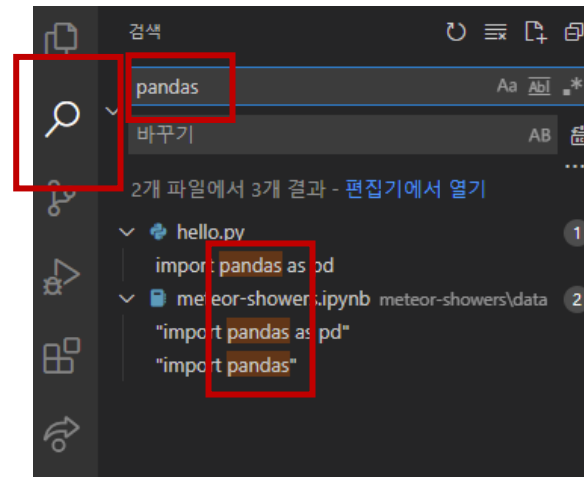 검색
pandas Aa Abl .*
바꾸기 AB
2개 파일에서 3개 결과 - 편집기에서 열기
hello.py 1
import pandas as pd
meteor-showers.ipynb meteor-showers\data 2
"import pandas as pd"
"import pandas"